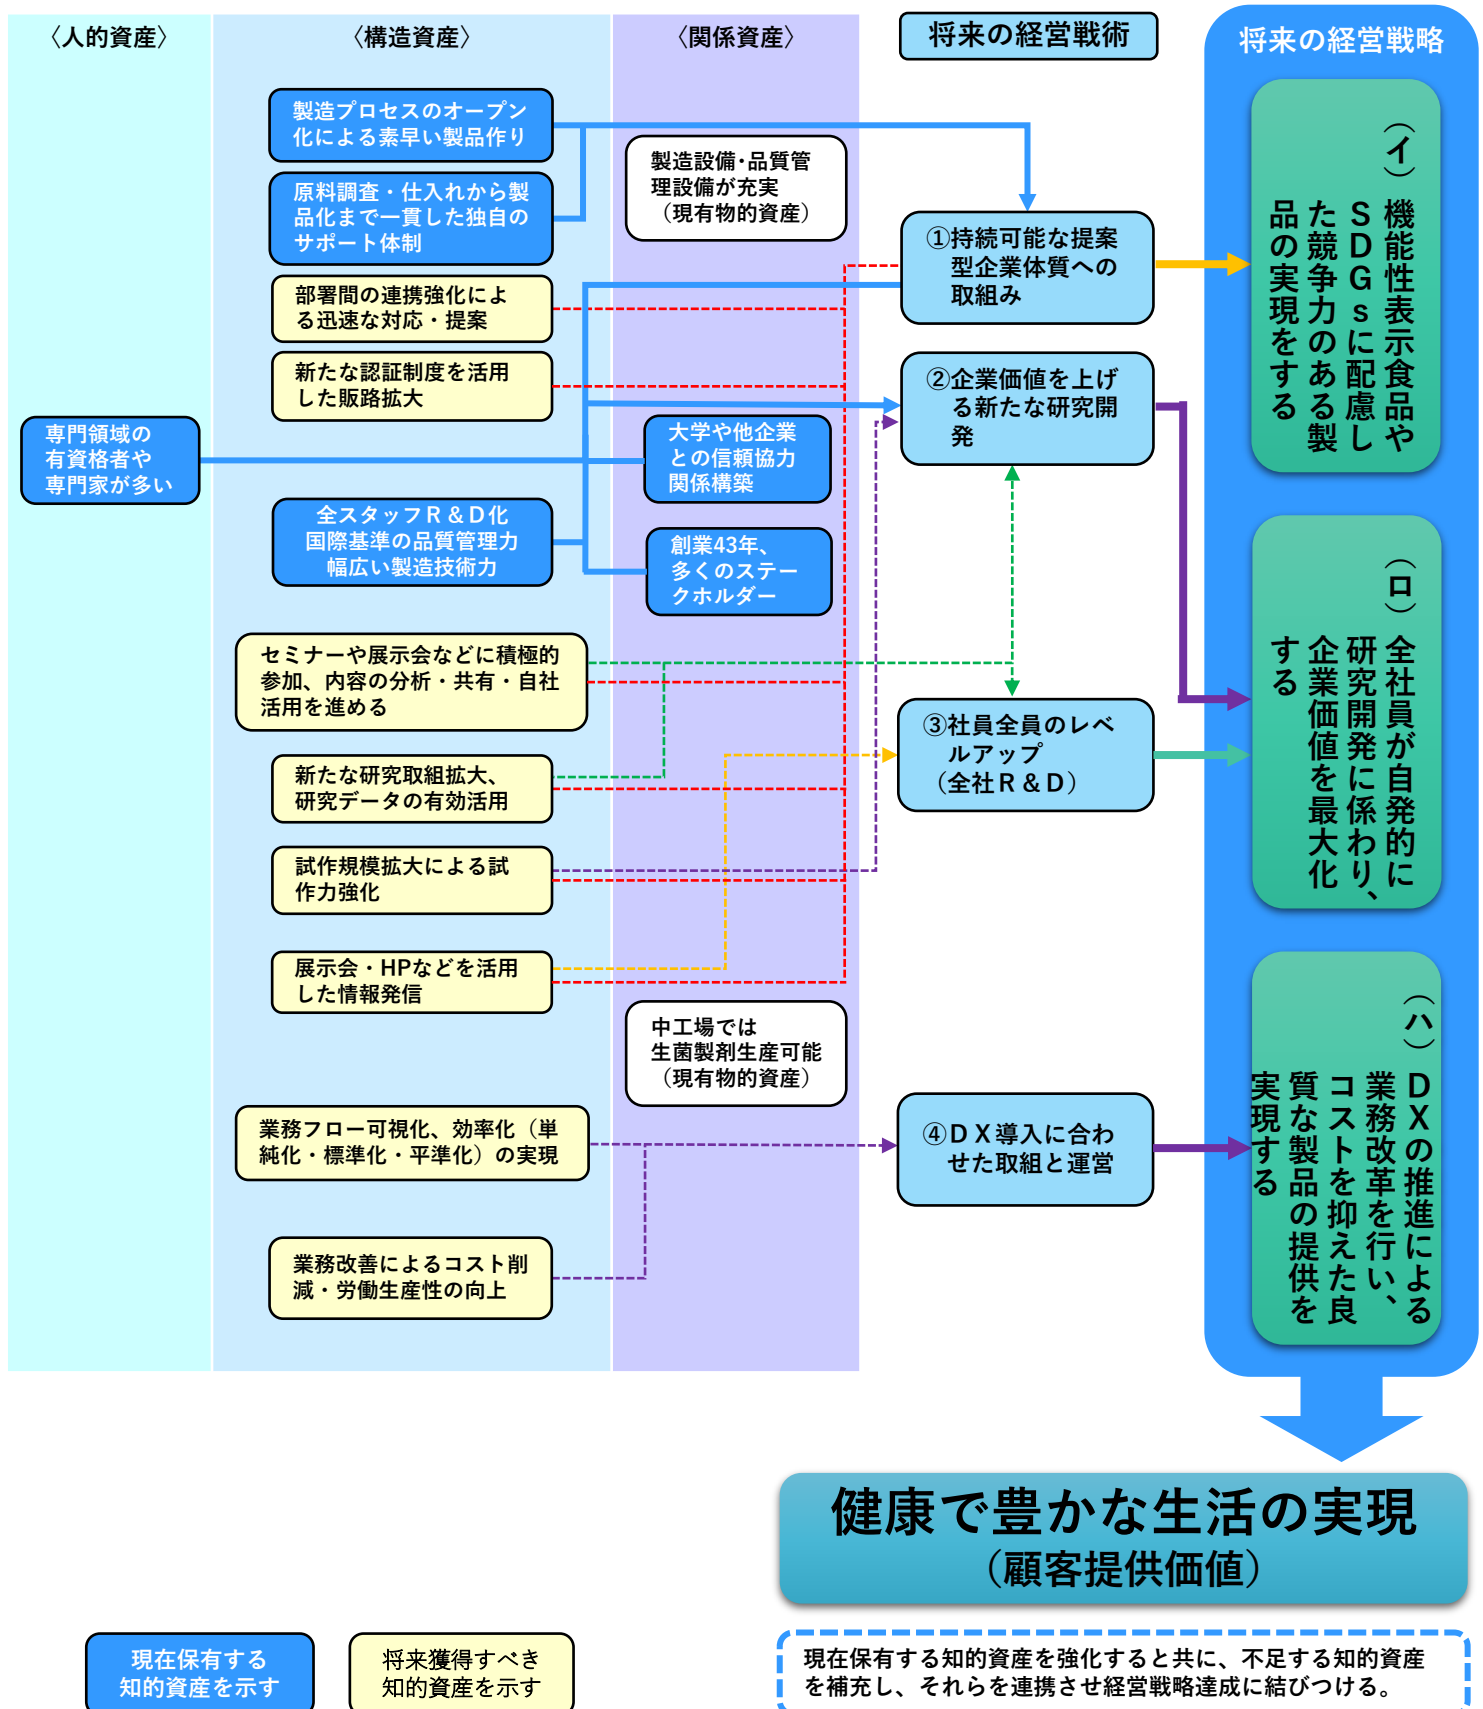 〈人的資産〉
〈構造資産〉
〈関係資産〉
将来の経営戦術
将来の経営戦略
製造プロセスのオープン
化による素早い製品作り
原料調査・仕入れから製
品化まで一貫した独自の
サポート体制
部署間の連携強化によ
る迅速な対応・提案
新たな認証制度を活用
した販路拡大
専門領域の
有資格者や
専門家が多い
全スタッフR&D化
国際基準の品質管理力
幅広い製造技術力
セミナーや展示会などに積極的
参加、内容の分析・共有・自社
活用を進める
新たな研究取組拡大、
研究データの有効活用
試作規模拡大による試
作力強化
展示会・HPなどを活用
した情報発信
業務フロー可視化、効率化（単
純化・標準化・平準化）の実現
業務改善によるコスト削
減・労働生産性の向上
製造設備・品質管
理設備が充実
（現有物的資産）
大学や他企業
との信頼協力
関係構築
創業43年、
多くのステー
クホルダー
中工場では
生菌製剤生産可能
（現有物的資産）
①持続可能な提案
型企業体質への
取組み
②企業価値を上げ
る新たな研究開
発
③社員全員のレベ
ルアップ
（全社R&D）
④DX導入に合わ
せた取組と運営
（イ）
機能性表示食品や
SDGsに配慮し
た競争力のある製
品の実現をする
（ロ）
全社員が自発的に
研究開発に係わり、
企業価値を最大化
する
（ハ）
DXの推進による
業務改革を行い、
コストを抑えた良
質な製品の提供を
実現する
健康で豊かな生活の実現
（顧客提供価値）
現在保有する
知的資産を示す
将来獲得すべき
知的資産を示す
現在保有する知的資産を強化すると共に、不足する知的資産
を補充し、それらを連携させ経営戦略達成に結びつける。